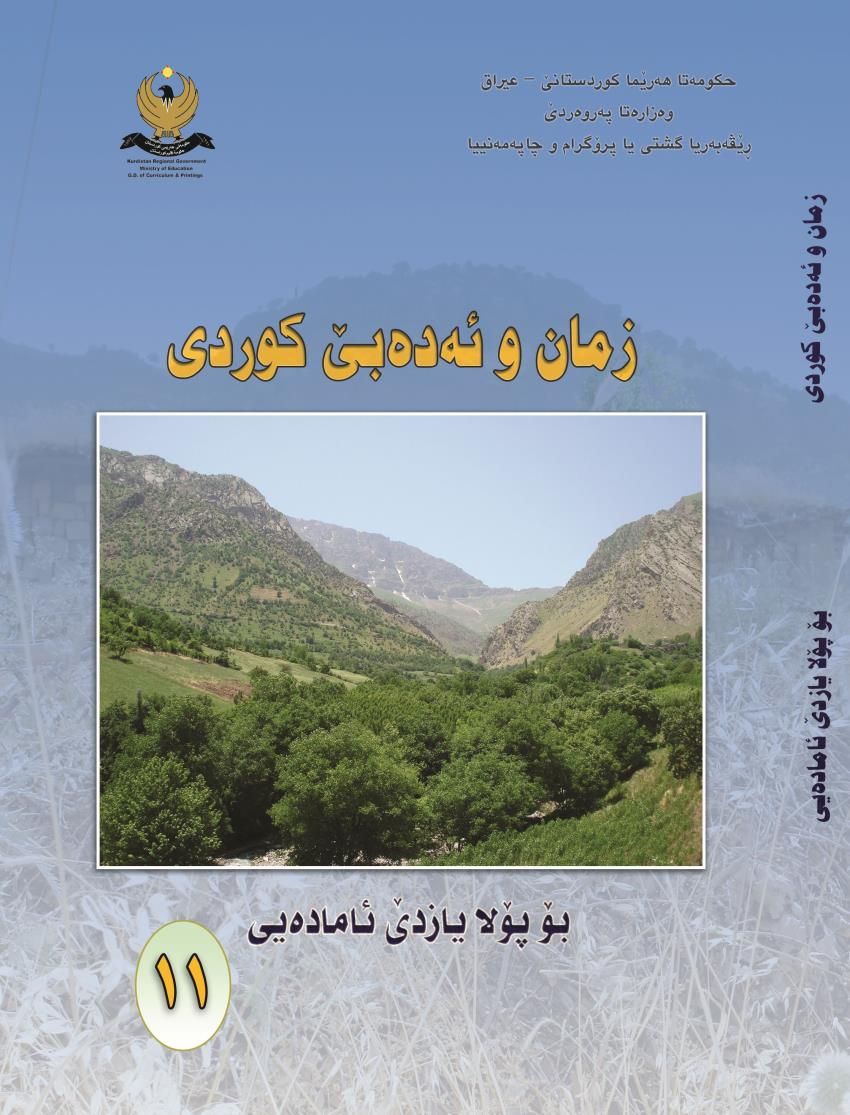 حکومەتا هەرێما کوردستانێ - عیراق
وەزارەتا پەروەردێ
ڕێڤەبەریا گشتی یا پرۆگرام و چاپەمەنییا
Kurdistan Regional Government
Ministry of Education
G.D. of Curriculum & Printings
زمان و ئەدەبێ کوردی
بۆ پۆلا یازدێ ئامادەیی
١١
زمان و ئەدەبێ کوردی
بۆ پۆلا یازدێ ئامادەیی